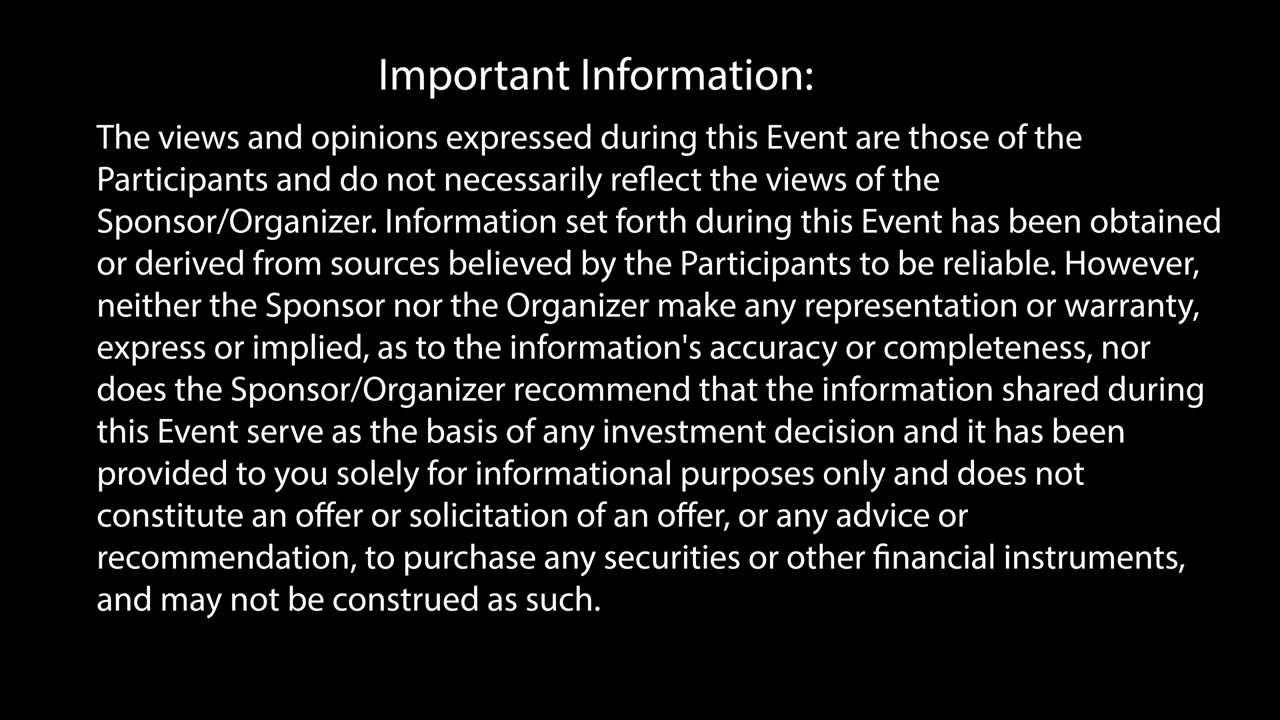 Important Information:
The views and opinions expressed during this Event are those of the
Participants and do not necessarily reflect the views of the
Sponsor/Organizer. Information set forth during this Event has been obtained
or derived from sources believed by the Participants to be reliable. However,
neither the Sponsor nor the Organizer make any representation or warranty,
express or implied, as to the information's accuracy or completeness, nor
does the Sponsor/Organizer recommend that the information shared during
this Event serve as the basis of any investment decision and it has been
provided to you solely for informational purposes only and does not
constitute an offer or solicitation of an offer, or any advice or
recommendation, to purchase any securities or other financial instruments,
and may not be construed as such.